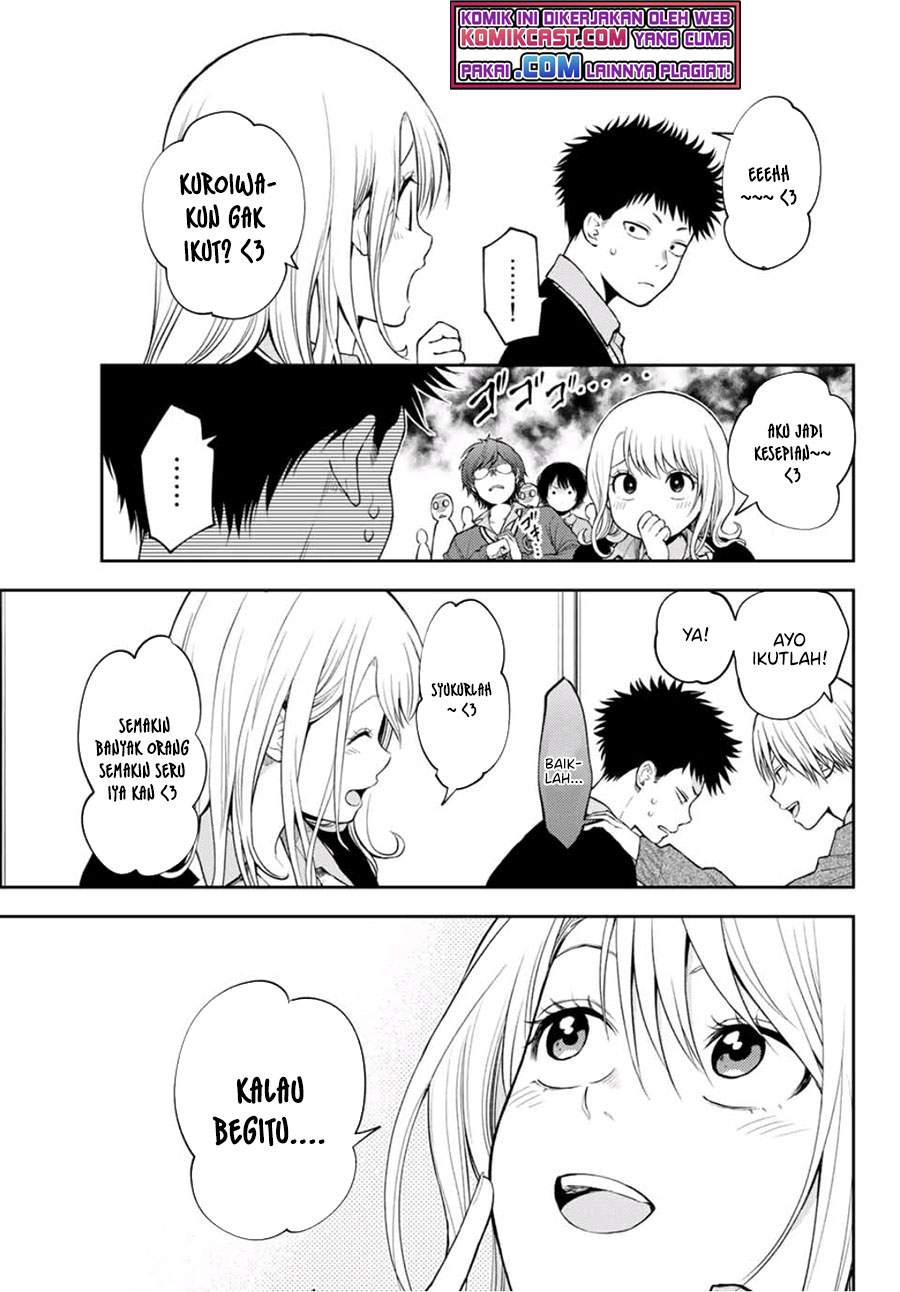 KOMIK INI DIKERJAKAN OLEH WEB
KOMIKCAST.COM YANG CUMA
PAKAI .COM LAINNYA PLAGIAT!
EEEHH
~~~ <3
KUROIWA-
KUN GAK
IKUT? <3
......!
AKU JADI
KESEPIAN~~
<3
ゴゴゴ.....
......
AYO
IKUTLAH!
YA!
BAIK-
LAH...
SYUKURLAH
~ <3
SEMAKIN
BANYAK ORANG
SEMAKIN SERU
IYA KAN <3
KALAU
BEGITU....